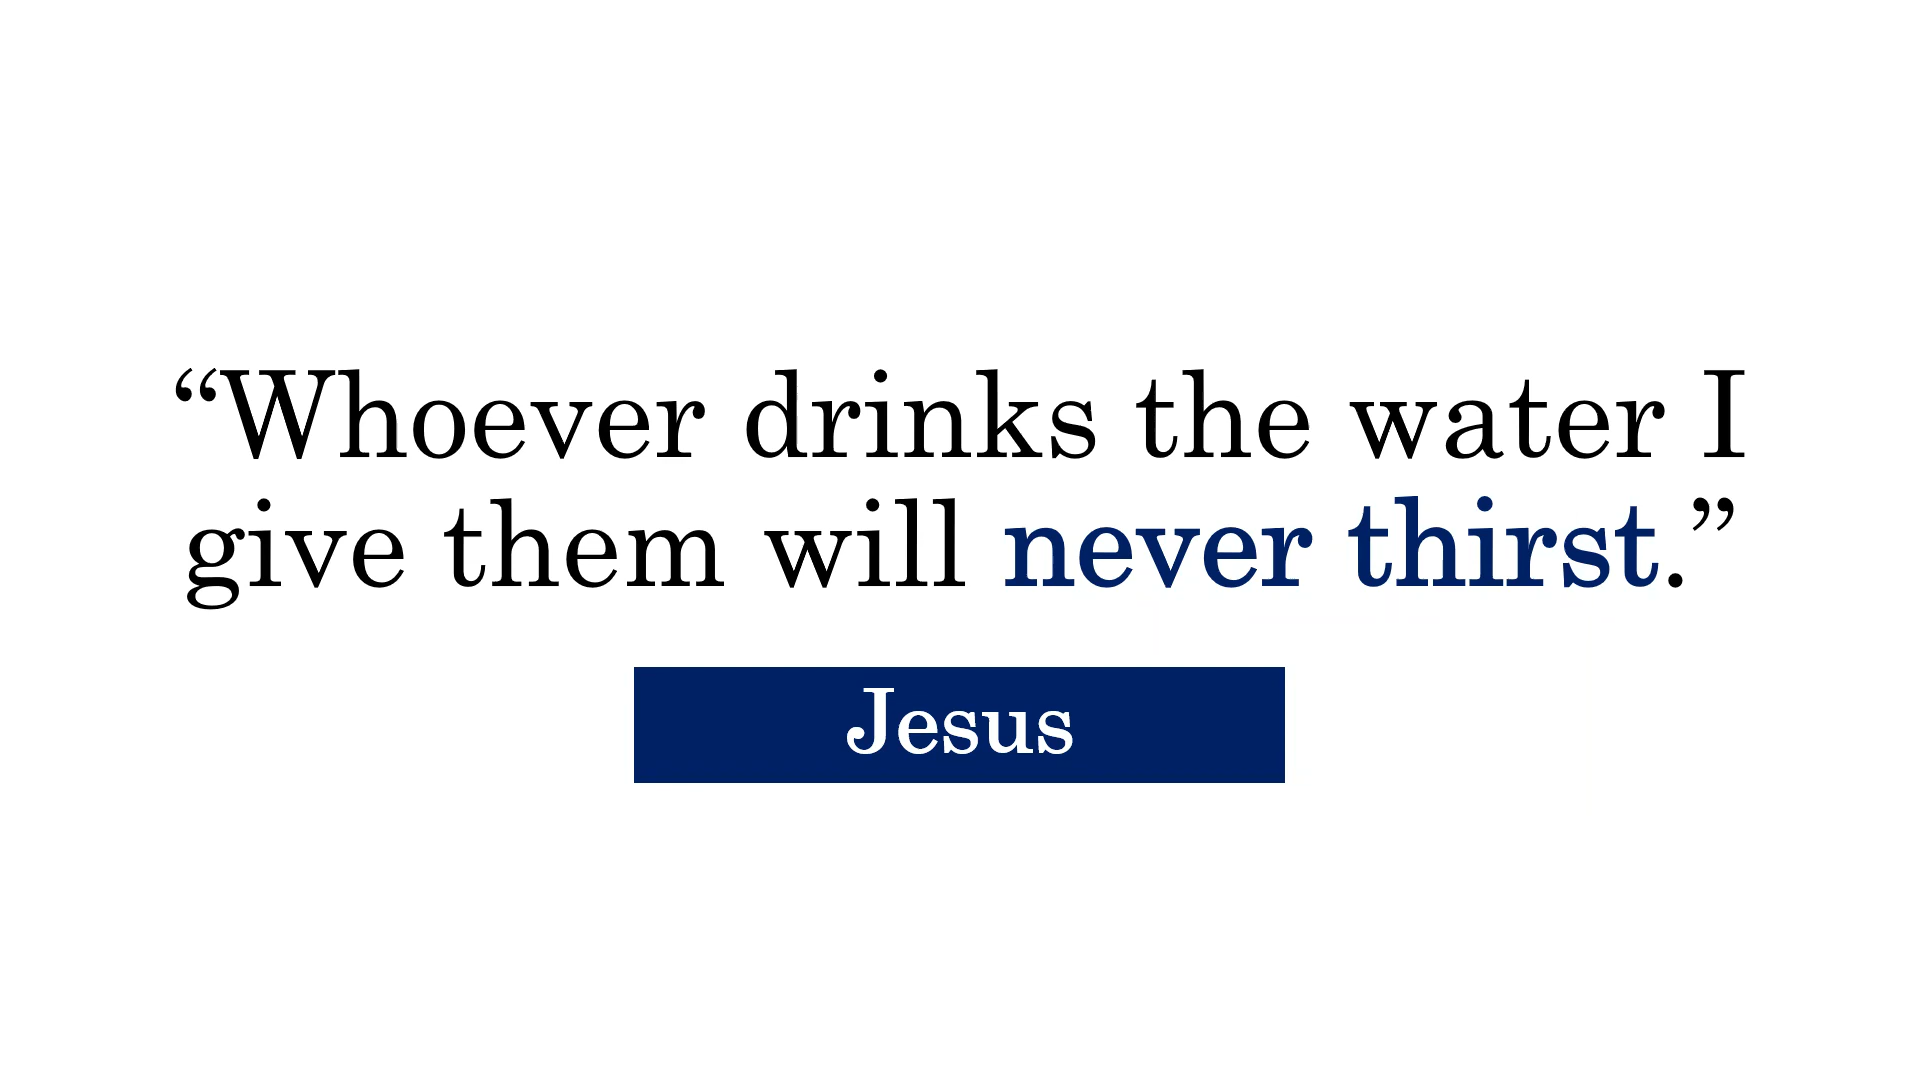 “Whoever drinks the water I
give them will never thirst.”
Jesus